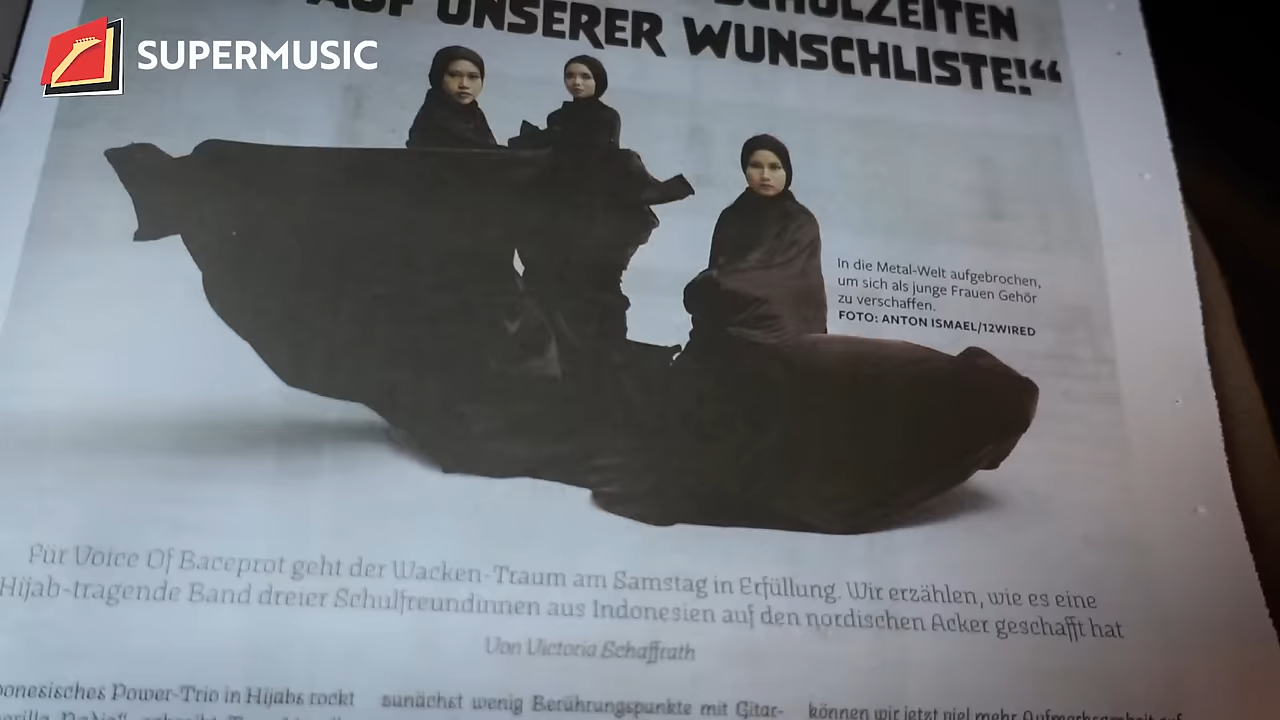 SUPERMUSIC
SCHULZEITEN
AUF UNSERER WUNSCHLISTE!“
In die Metal-Welt aufgebrochen,
um sich als junge Frauen Gehör
zu verschaffen.
FOTO: ANTON ISMAEL/12WIRED
Für Voice Of Baceprot geht der Wacken-Traum am Samstag in Erfüllung. Wir erzählen, wie es eine
Hijab-tragende Band dreier Schulfreundinnen aus Indonesien auf den nordischen Acker geschafft hat
Von Victoria Schaffrath
onesisches Power-Trio in Hijabs rockt
sunächst wenig Berührungspunkte mit Gitar-
können wir jetzt viel mehr Aufmerksamkeit auf